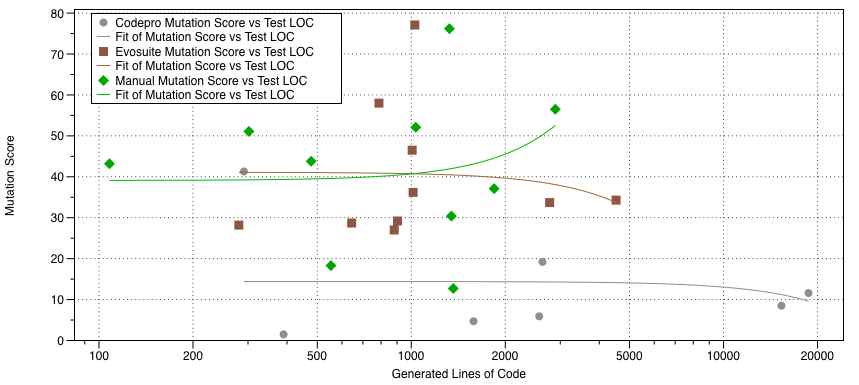 Codepro Mutation Score vs Test LOC
Fit of Mutation Score vs Test LOC
Evosuite Mutation Score vs Test LOC
Fit of Mutation Score vs Test LOC
Manual Mutation Score vs Test LOC
Fit of Mutation Score vs Test LOC
Mutation Score
80
70
60
50
40
30
20
10
0
100 200 500 1000 2000 5000 10000 20000
Generated Lines of Code